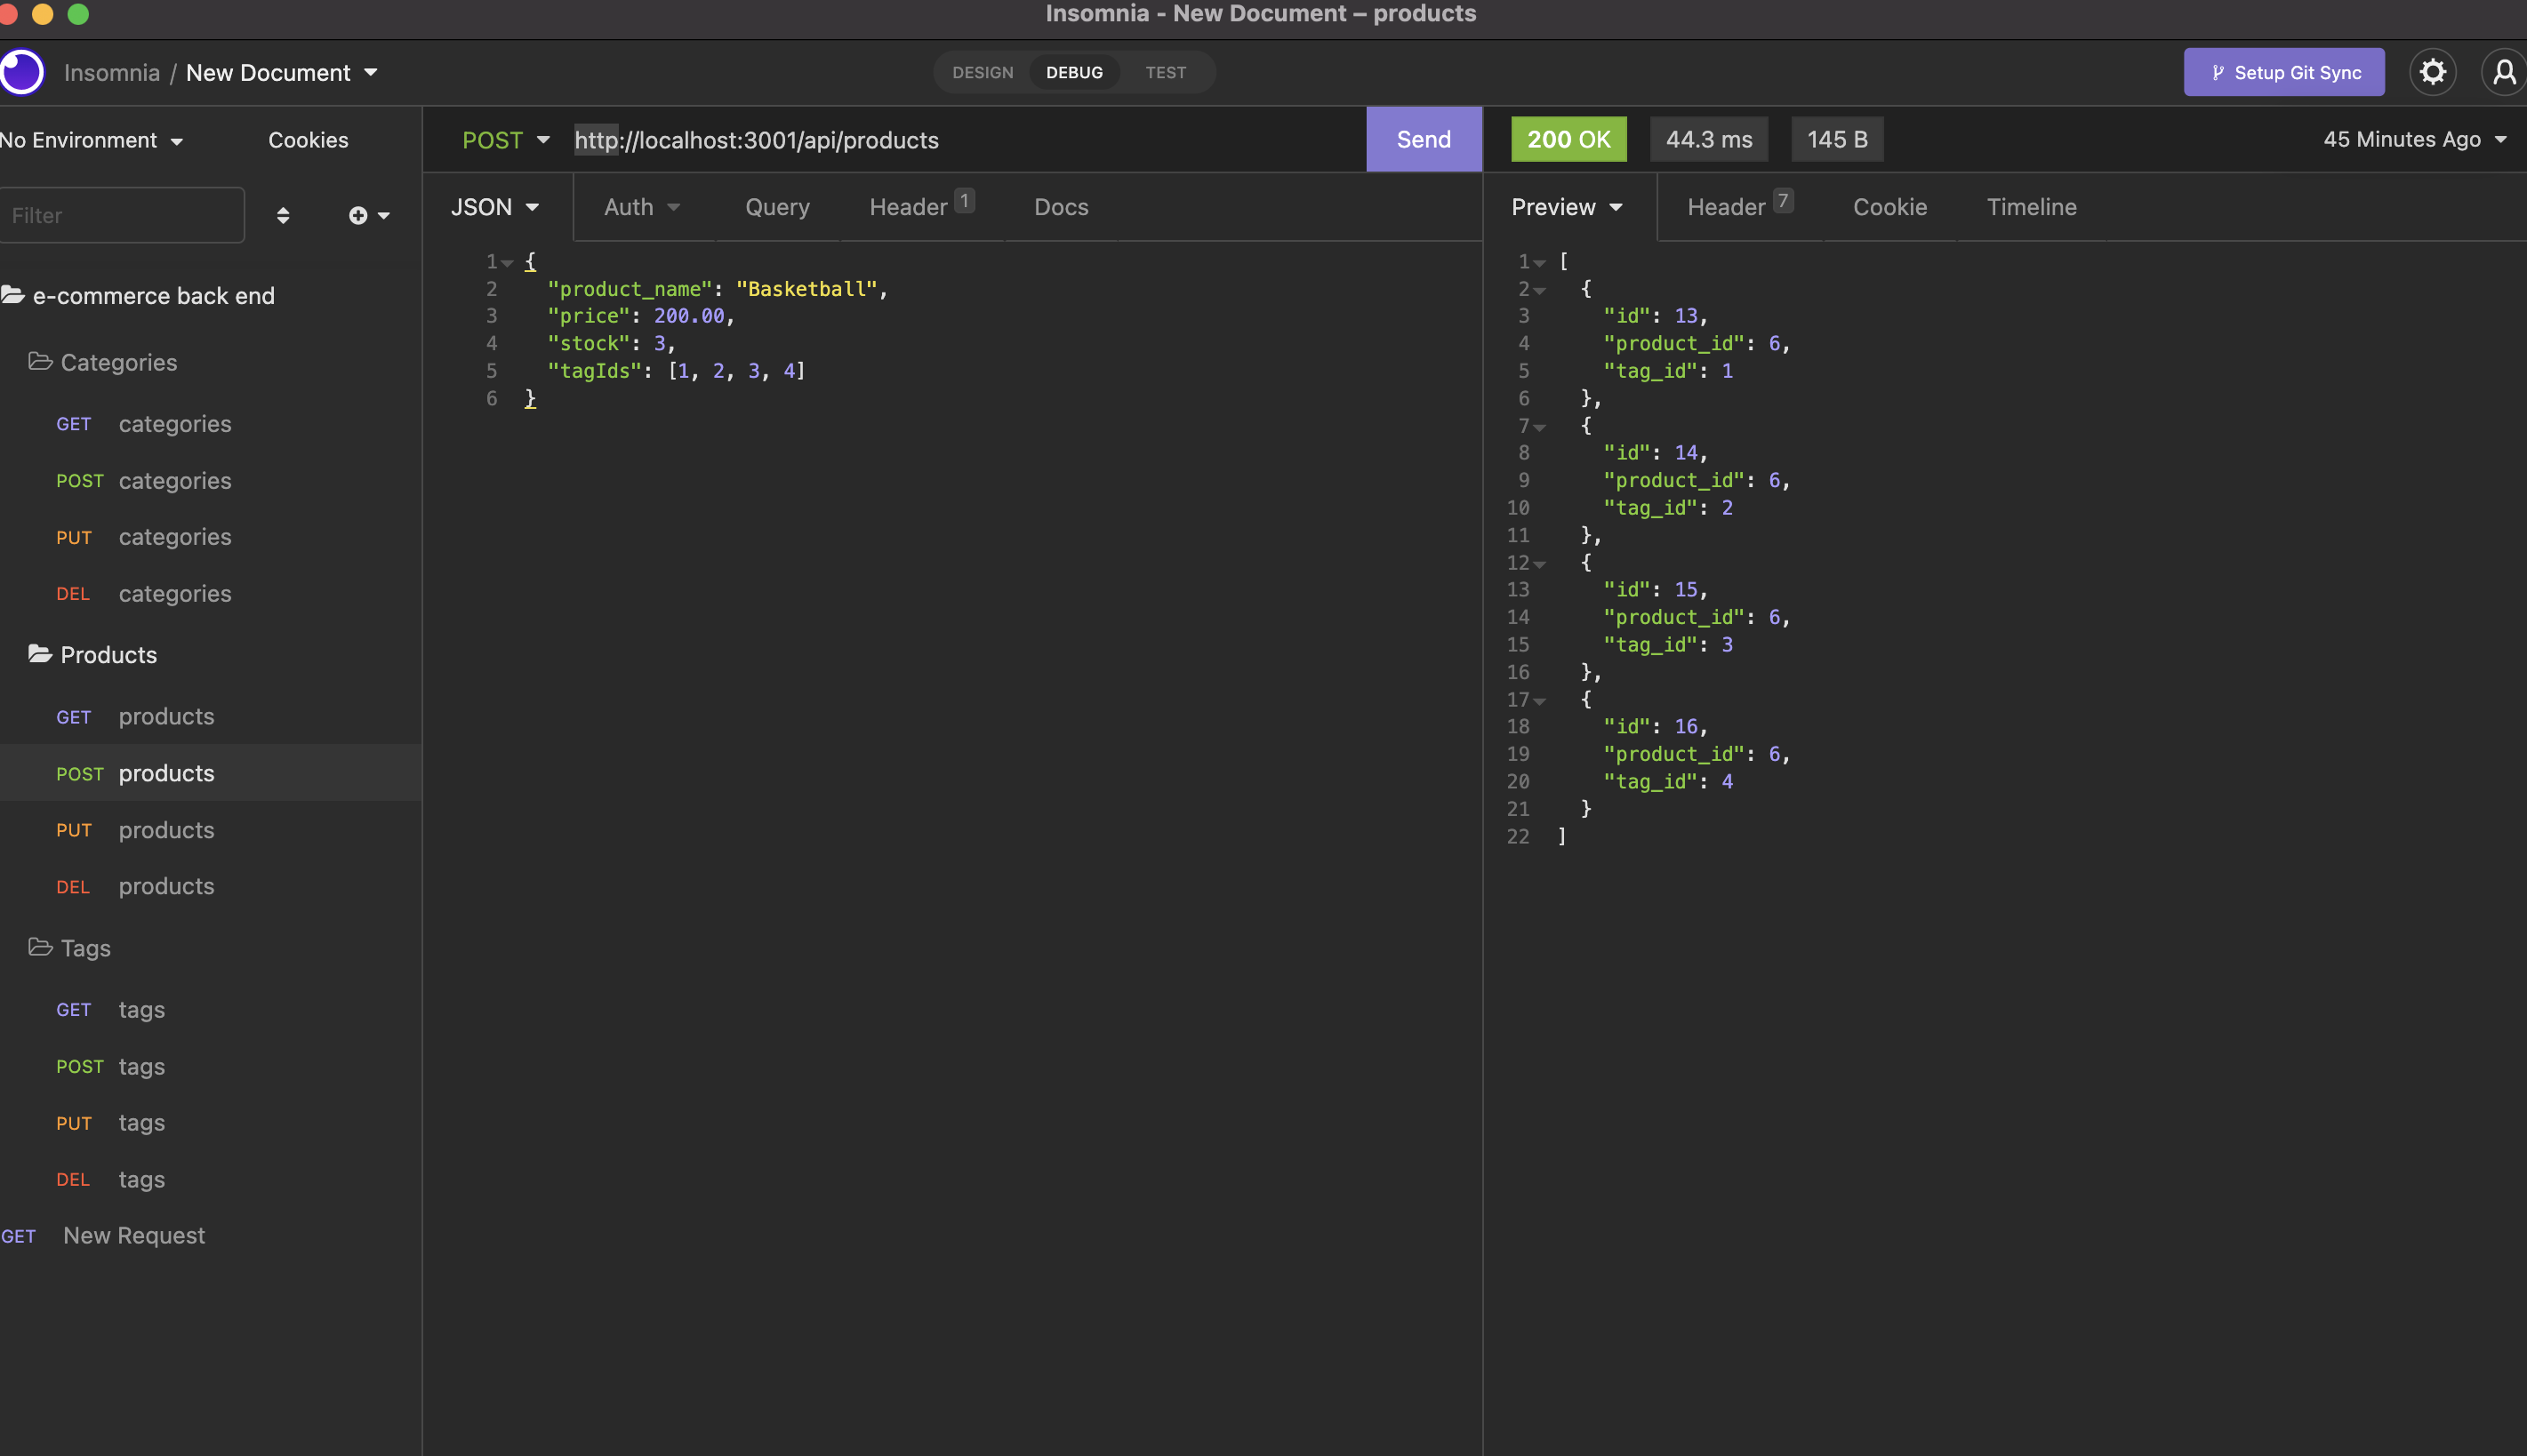 Insomnia - New Document – products
Insomnia / New Document
DESIGN DEBUG TEST
Setup Git Sync
No Environment Cookies
Filter
e-commerce back end
Categories
GET categories
POST categories
PUT categories
DEL categories
Products
GET products
POST products
PUT products
DEL products
Tags
GET tags
POST tags
PUT tags
DEL tags
GET New Request
POST http://localhost:3001/api/products Send
JSON Auth Query Header 1 Docs
1 {
2 "product_name": "Basketball",
3 "price": 200.00,
4 "stock": 3,
5 "tagIds": [1, 2, 3, 4]
6 }
200 OK 44.3 ms 145 B 45 Minutes Ago
Preview Header 7 Cookie Timeline
1 [
2 {
3 "id": 13,
4 "product_id": 6,
5 "tag_id": 1
6 },
7 {
8 "id": 14,
9 "product_id": 6,
10 "tag_id": 2
11 },
12 {
13 "id": 15,
14 "product_id": 6,
15 "tag_id": 3
16 },
17 {
18 "id": 16,
19 "product_id": 6,
20 "tag_id": 4
21 }
22 ]